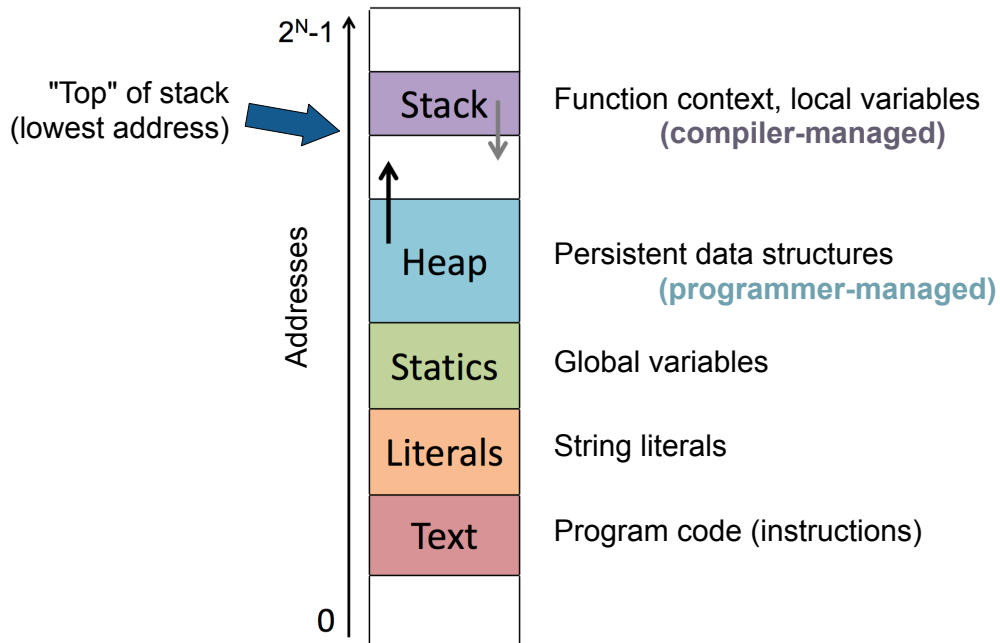 2ᴺ-1
"Top" of stack
(lowest address)
Stack
Function context, local variables
(compiler-managed)
Addresses
Heap
Persistent data structures
(programmer-managed)
Statics
Global variables
Literals
String literals
Text
Program code (instructions)
0